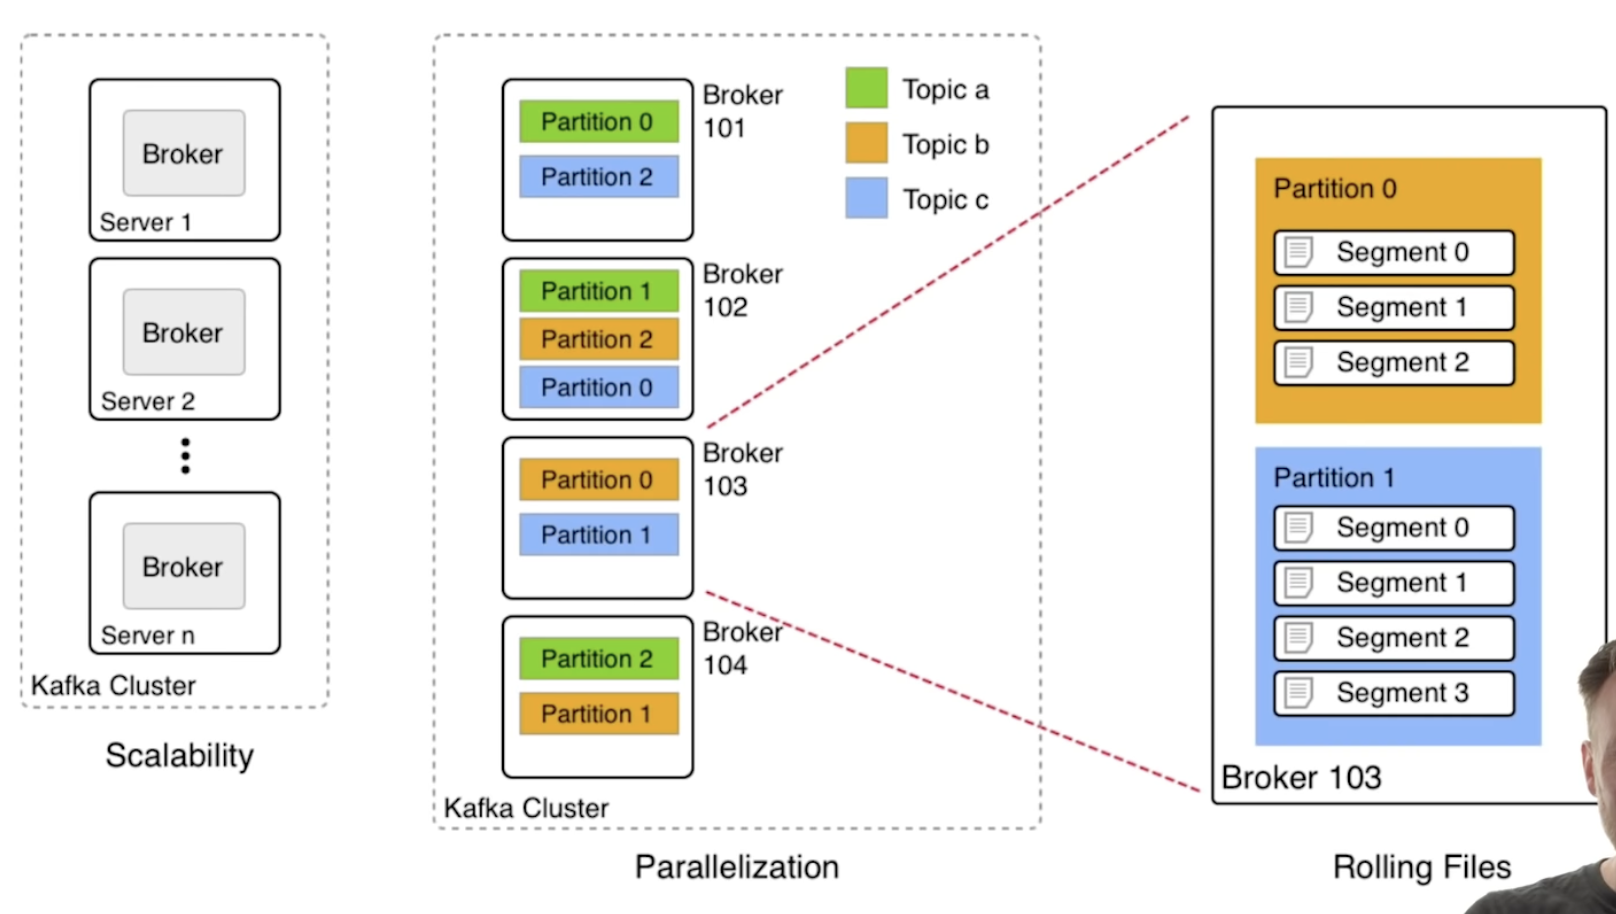 Broker
Server 1
Broker
Server 2
Broker
Server n
Kafka Cluster
Scalability
Partition 0
Partition 2
Broker
101
Partition 1
Partition 2
Partition 0
Broker
102
Partition 0
Partition 1
Broker
103
Partition 2
Partition 1
Broker
104
Topic a
Topic b
Topic c
Kafka Cluster
Parallelization
Partition 0
Segment 0
Segment 1
Segment 2
Partition 1
Segment 0
Segment 1
Segment 2
Segment 3
Broker 103
Rolling Files